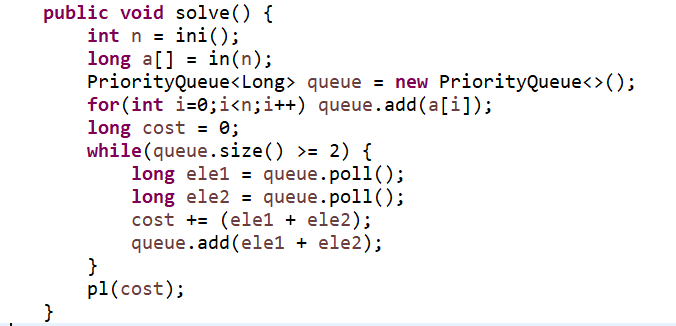 public void solve() {
    int n = ini();
    long a[] = in(n);
    PriorityQueue<Long> queue = new PriorityQueue<>();
    for(int i=0;i<n;i++) queue.add(a[i]);
    long cost = 0;
    while(queue.size() >= 2) {
        long ele1 = queue.poll();
        long ele2 = queue.poll();
        cost += (ele1 + ele2);
        queue.add(ele1 + ele2);
    }
    pl(cost);
}